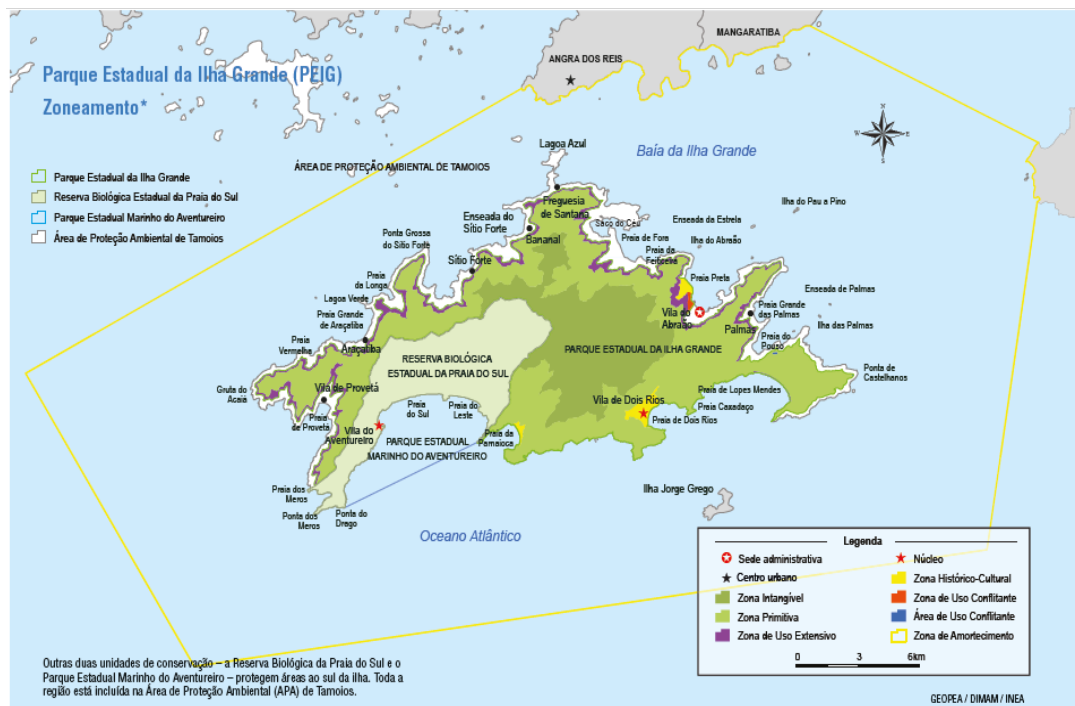 MANGARATIBA
ANGRA DOS REIS
Parque Estadual da Ilha Grande (PEIG)
Zoneamento*
N
W
E
S
Baía da Ilha Grande
Lagoa Azul
ÁREA DE PROTEÇÃO AMBIENTAL DE TAMOIOS
Parque Estadual da Ilha Grande
Reserva Biológica Estadual da Praia do Sul
Parque Estadual Marinho do Aventureiro
Área de Proteção Ambiental de Tamoios
Freguesia
de Santana
Ilha do Pau a Pino
Enseada do
Sítio Forte
Bananal
Saco do Céu
Enseada da Estrela
Praia de Fora
Ilha do Abraão
Ponta Grossa
do Sítio Forte
Praia da
Feiticeira
Sítio Forte
Praia Preta
Praia
da Longa
Enseada de Palmas
Lagoa Verde
Praia Grande
de Araçatiba
Vila do
Abraão
Praia Grande
das Palmas
Palmas
Ilha das Palmas
Praia do
Pouso
Praia
Vermelha
Araçatiba
RESERVA BIOLÓGICA
ESTADUAL DA PRAIA DO SUL
PARQUE ESTADUAL DA ILHA GRANDE
Ponta de
Castelhanos
Gruta do
Acaiá
Vila de Provetá
Praia de Lopes Mendes
Vila de Dois Rios
Praia Caxadaço
Praia de Dois Rios
Praia
do Sul
Praia do
Leste
Praia
de Provetá
Vila do
Aventureiro
PARQUE ESTADUAL
MARINHO DO AVENTUREIRO
Praia da
Parnaioca
Praia dos
Meros
Ponta dos
Meros
Ponta do
Drago
Ilha Jorge Grego
Oceano Atlântico
Legenda
Sede administrativa
Núcleo
Centro urbano
Zona Histórico-Cultural
Zona Intangível
Zona de Uso Conflitante
Zona Primitiva
Área de Uso Conflitante
Zona de Uso Extensivo
Zona de Amortecimento
0 3 6km
Outras duas unidades de conservação – a Reserva Biológica da Praia do Sul e o
Parque Estadual Marinho do Aventureiro – protegem áreas ao sul da ilha. Toda a
região está incluída na Área de Proteção Ambiental (APA) de Tamoios.
GEOPEA / DIMAM / INEA